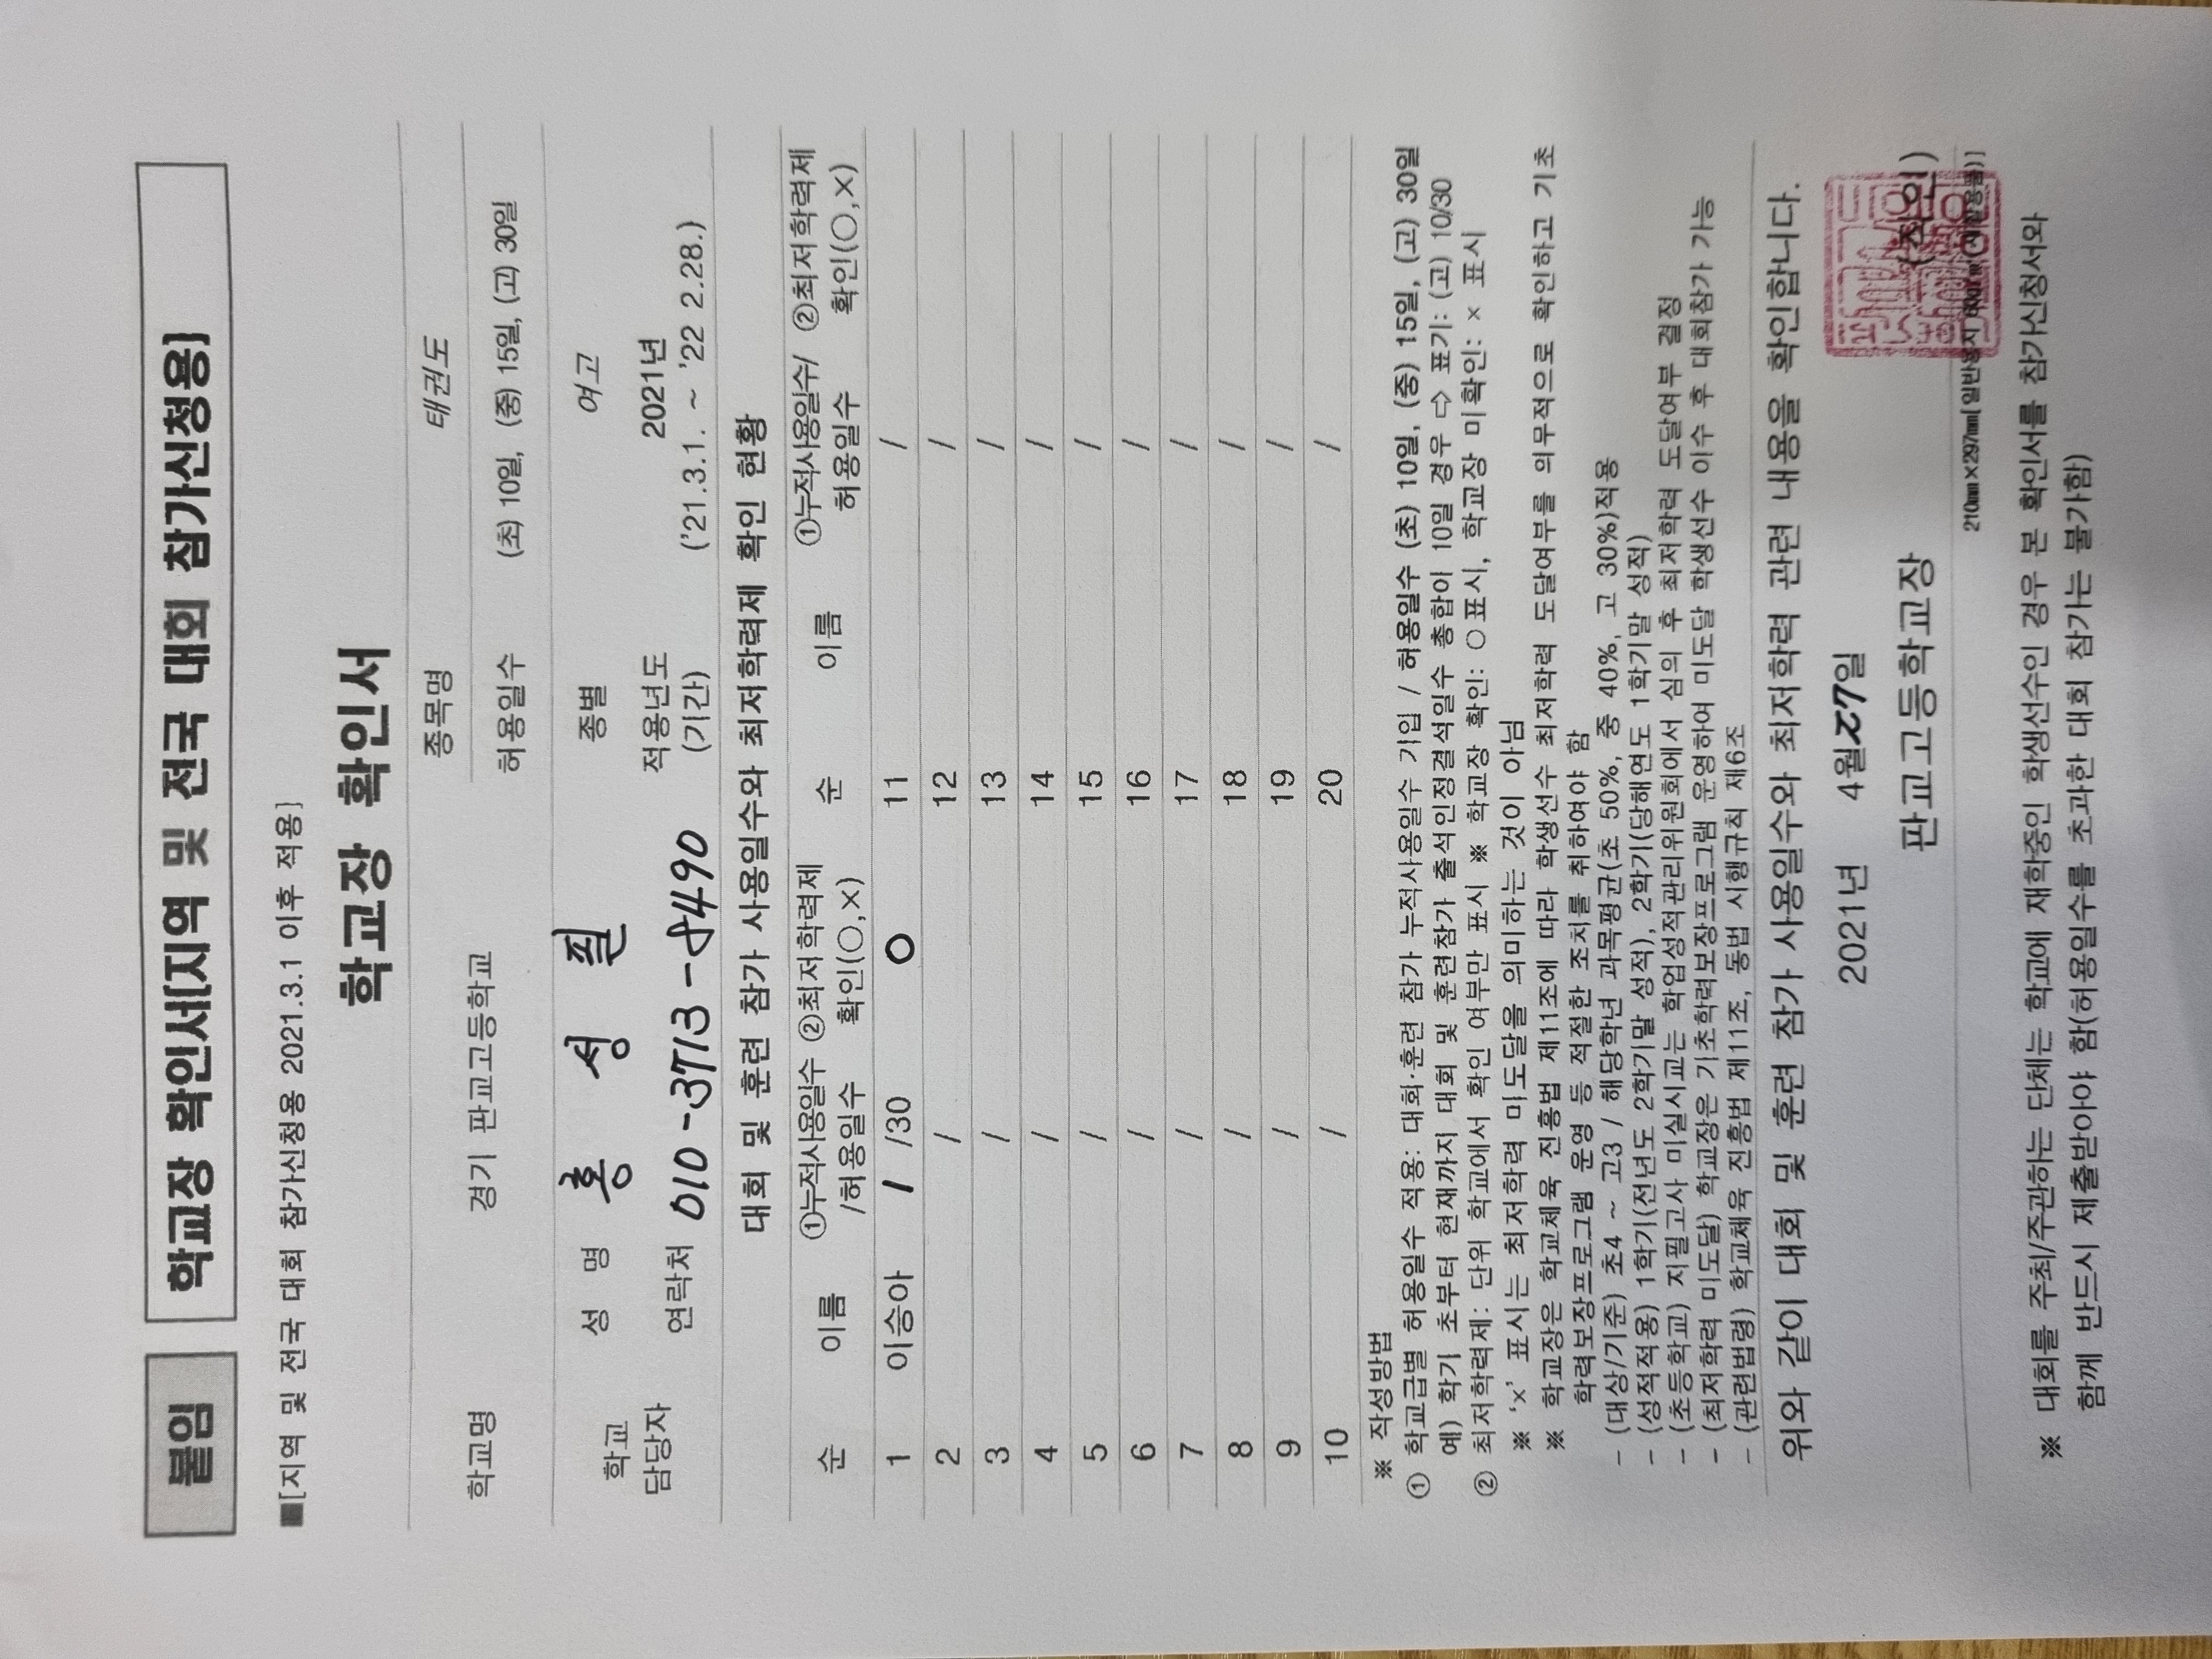 붙임
학교장 확인서[지역 및 전국 대회 참가신청용]
■[지역 및 전국 대회 참가신청용 2021.3.1 이후 적용]
학교장 확인서
학교명 경기 판교고등학교 종목명 태권도
허용일수 (초) 10일, (중) 15일, (고) 30일
학교 담당자 성 명 홍 성 필 종별 여고
연락처 010-3713-8490 적용년도 (기간) 2021년 ('21.3.1. ~ '22 2.28.)
대회 및 훈련 참가 사용일수와 최저학력제 확인 현황
순 이름 ①누적사용일수/허용일수 ②최저학력제 확인(○,×) 순 이름 ①누적사용일수/허용일수 ②최저학력제 확인(○,×)
1 이승아 1 /30 ○ 11 /
2 / 12 /
3 / 13 /
4 / 14 /
5 / 15 /
6 / 16 /
7 / 17 /
8 / 18 /
9 / 19 /
10 / 20 /
※ 작성방법
① 학교급별 허용일수 적용: 대회·훈련 참가 누적사용일수 기입 / 허용일수 (초) 10일, (중) 15일, (고) 30일
예) 학기 초부터 현재까지 대회 및 훈련참가 출석인정결석일수 총합이 10일 경우 ⇨ 표기: (고) 10/30
② 최저학력제: 단위 학교에서 확인 여부만 표시 ※ 학교장 확인: ○표시, 학교장 미확인: × 표시
※ 'x' 표시는 최저학력 미도달을 의미하는 것이 아님
※ 학교장은 학교체육 진흥법 제11조에 따라 학생선수 최저학력 도달여부를 의무적으로 확인하고 기초
학력보장프로그램 운영 등 적절한 조치를 취하여야 함
- (대상/기준) 초4 ~ 고3 / 해당학년 과목평균(초 50%, 중 40%, 고 30%)적용
- (성적적용) 1학기(전년도 2학기말 성적), 2학기(당해연도 1학기말 성적)
- (초등학교) 지필고사 미실시교는 학업성적관리위원회에서 심의 후 최저학력 도달여부 결정
- (최저학력 미도달) 학교장은 기초학력보장프로그램 운영하여 미도달 학생선수 이수 후 대회참가 가능
- (관련법령) 학교체육 진흥법 제11조, 동법 시행규칙 제6조
위와 같이 대회 및 훈련 참가 사용일수와 최저학력 관련 내용을 확인합니다.
2021년 4월 27일
판교고등학교장 (직인)
210㎜×297㎜[일반용지 60g/㎡(재활용품)]
※ 대회를 주최/주관하는 단체는 학교에 재학중인 학생선수인 경우 본 확인서를 참가신청서와
함께 반드시 제출받아야 함(허용일수를 초과한 대회 참가는 불가함)